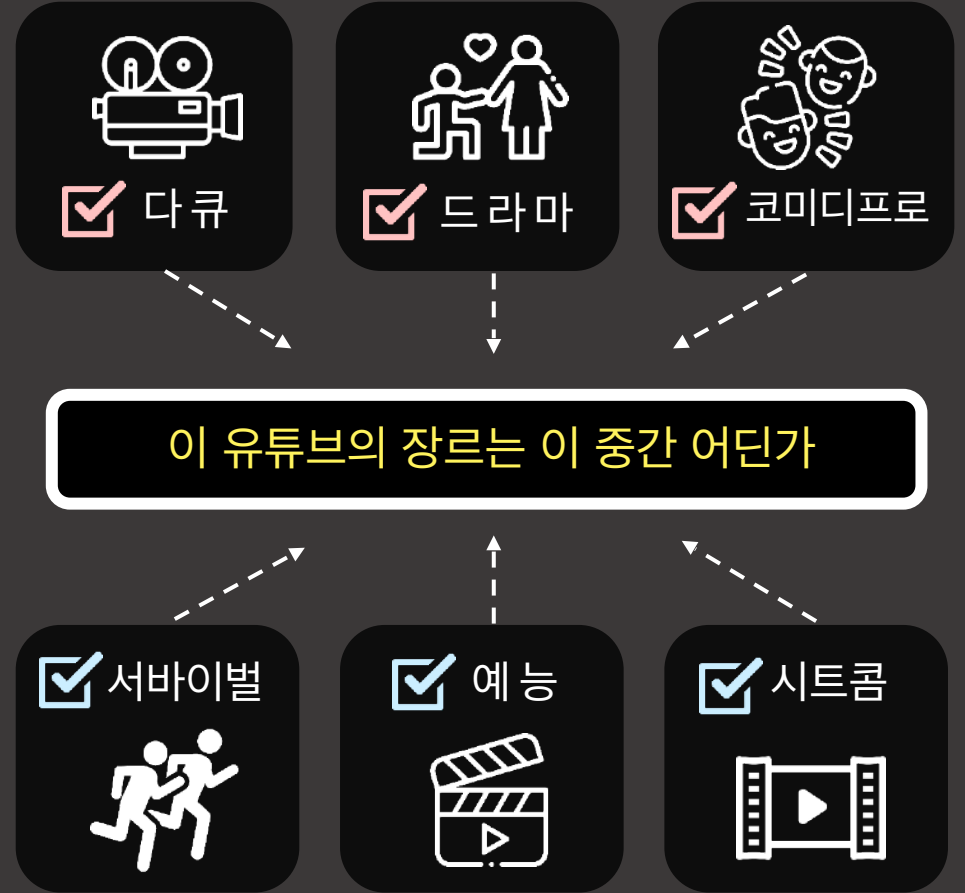 다큐
드라마
코미디프로
이 유튜브의 장르는 이 중간 어딘가
서바이벌
예능
시트콤